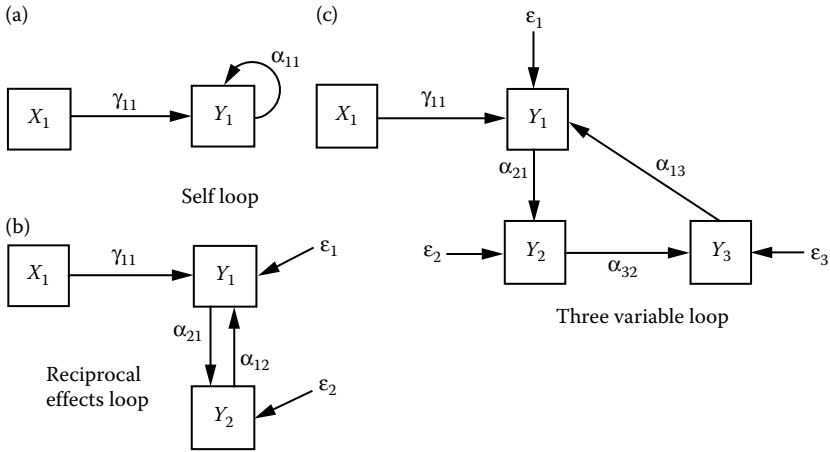 (a)
X₁
γ₁₁
Y₁
α₁₁
Self loop
(b)
X₁
γ₁₁
Y₁
ε₁
α₂₁
α₁₂
Reciprocal
effects loop
Y₂
ε₂
(c)
ε₁
X₁
γ₁₁
Y₁
α₂₁
α₁₃
ε₂
Y₂
α₃₂
Y₃
ε₃
Three variable loop